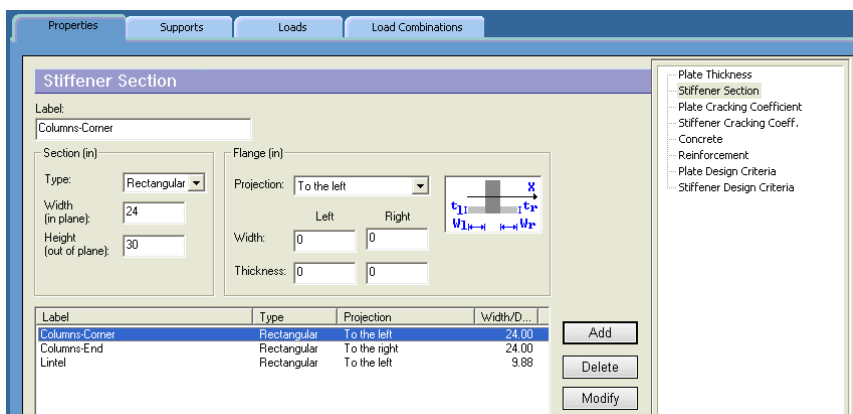 Properties Supports Loads Load Combinations
Stiffener Section
Label:
Columns-Corner
Section (in)
Type: Rectangular
Width
(in plane): 24
Height
(out of plane): 30
Flange (in)
Projection: To the left
Left Right
Width: 0 0
Thickness: 0 0
X
tl tr
Wl Wr
Label Type Projection Width/D...
Columns-Corner Rectangular To the left 24.00
Columns-End Rectangular To the right 24.00
Lintel Rectangular To the left 9.88
Add
Delete
Modify
Plate Thickness
Stiffener Section
Plate Cracking Coefficient
Stiffener Cracking Coeff.
Concrete
Reinforcement
Plate Design Criteria
Stiffener Design Criteria